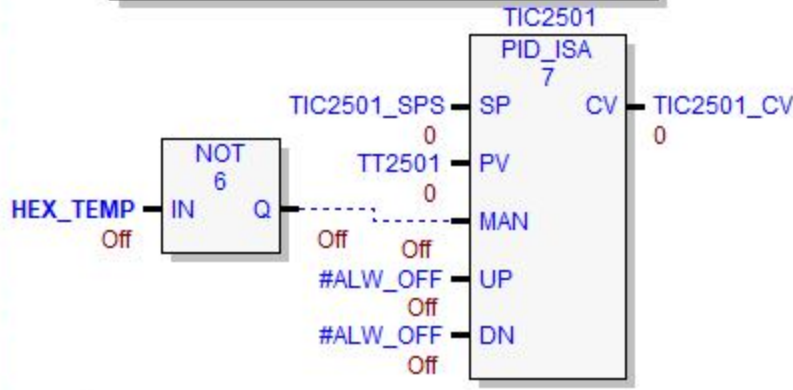 TIC2501
PID_ISA
7
TIC2501_SPS SP CV TIC2501_CV
0 0
NOT
6
TT2501 PV
0
HEX_TEMP IN Q MAN
Off Off Off
#ALW_OFF UP
Off
#ALW_OFF DN
Off